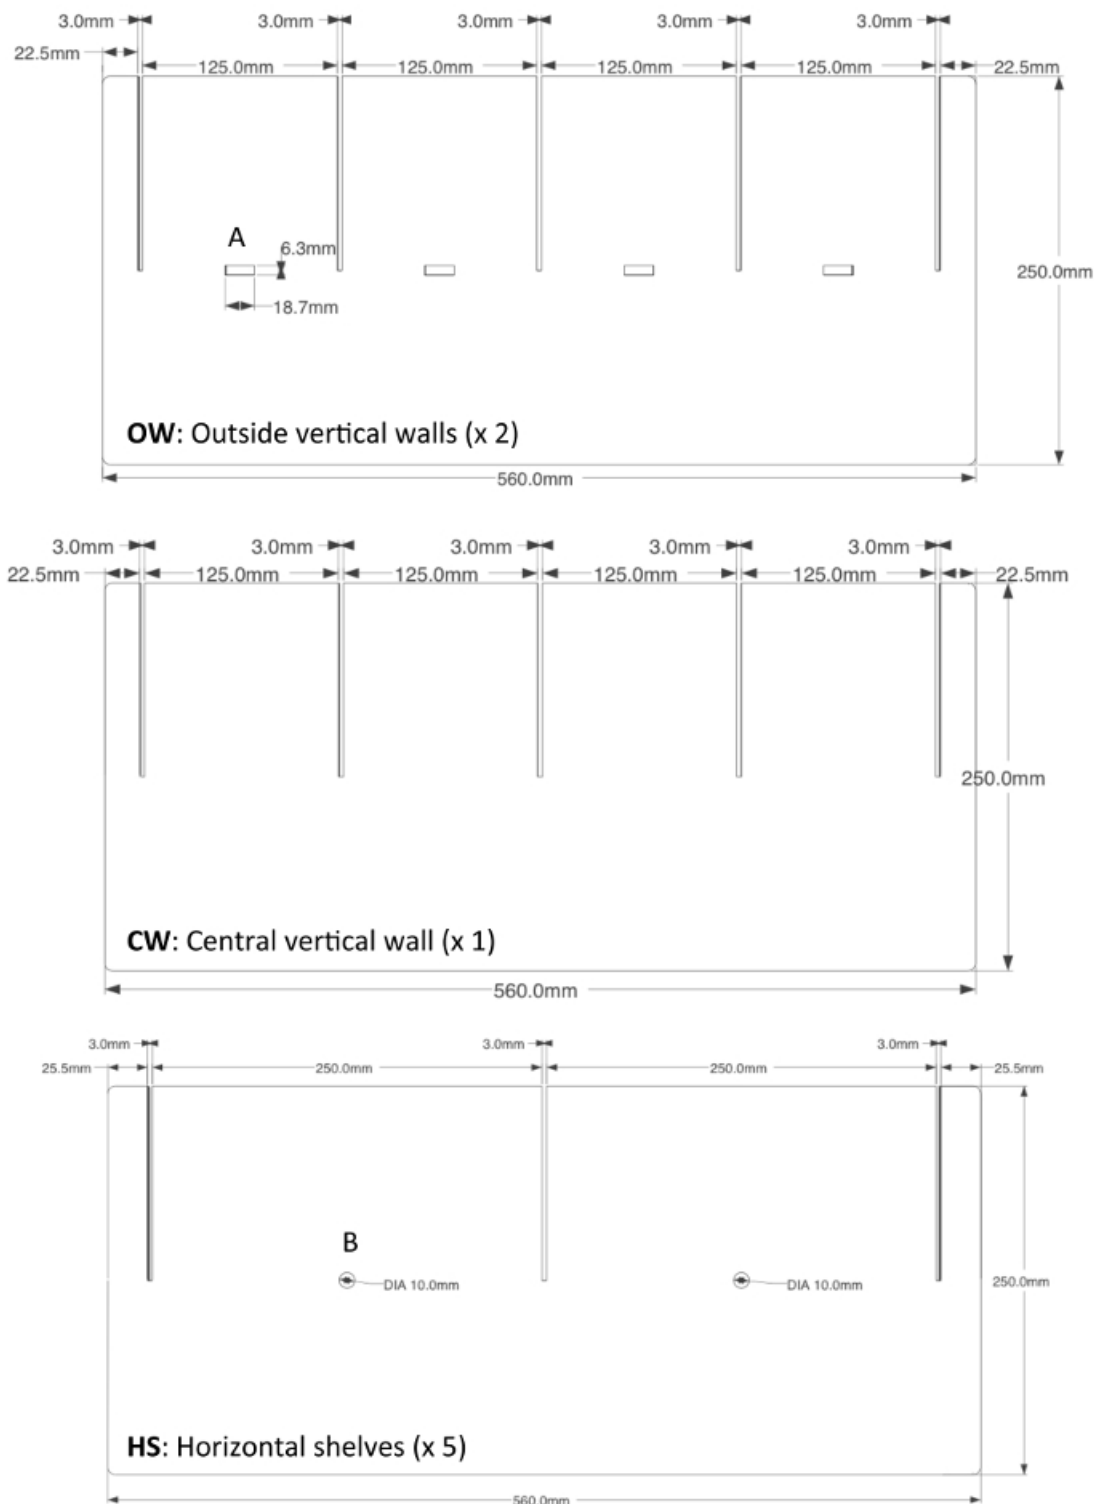 3.0mm 3.0mm 3.0mm 3.0mm 3.0mm
22.5mm
125.0mm 125.0mm 125.0mm 125.0mm 22.5mm
A
6.3mm
250.0mm
18.7mm
OW: Outside vertical walls (x 2)
560.0mm
3.0mm 3.0mm 3.0mm 3.0mm 3.0mm
22.5mm 125.0mm 125.0mm 125.0mm 125.0mm 22.5mm
250.0mm
CW: Central vertical wall (x 1)
560.0mm
3.0mm 3.0mm 3.0mm
25.5mm 250.0mm 250.0mm 25.5mm
B
DIA 10.0mm DIA 10.0mm 250.0mm
HS: Horizontal shelves (x 5)
560.0mm